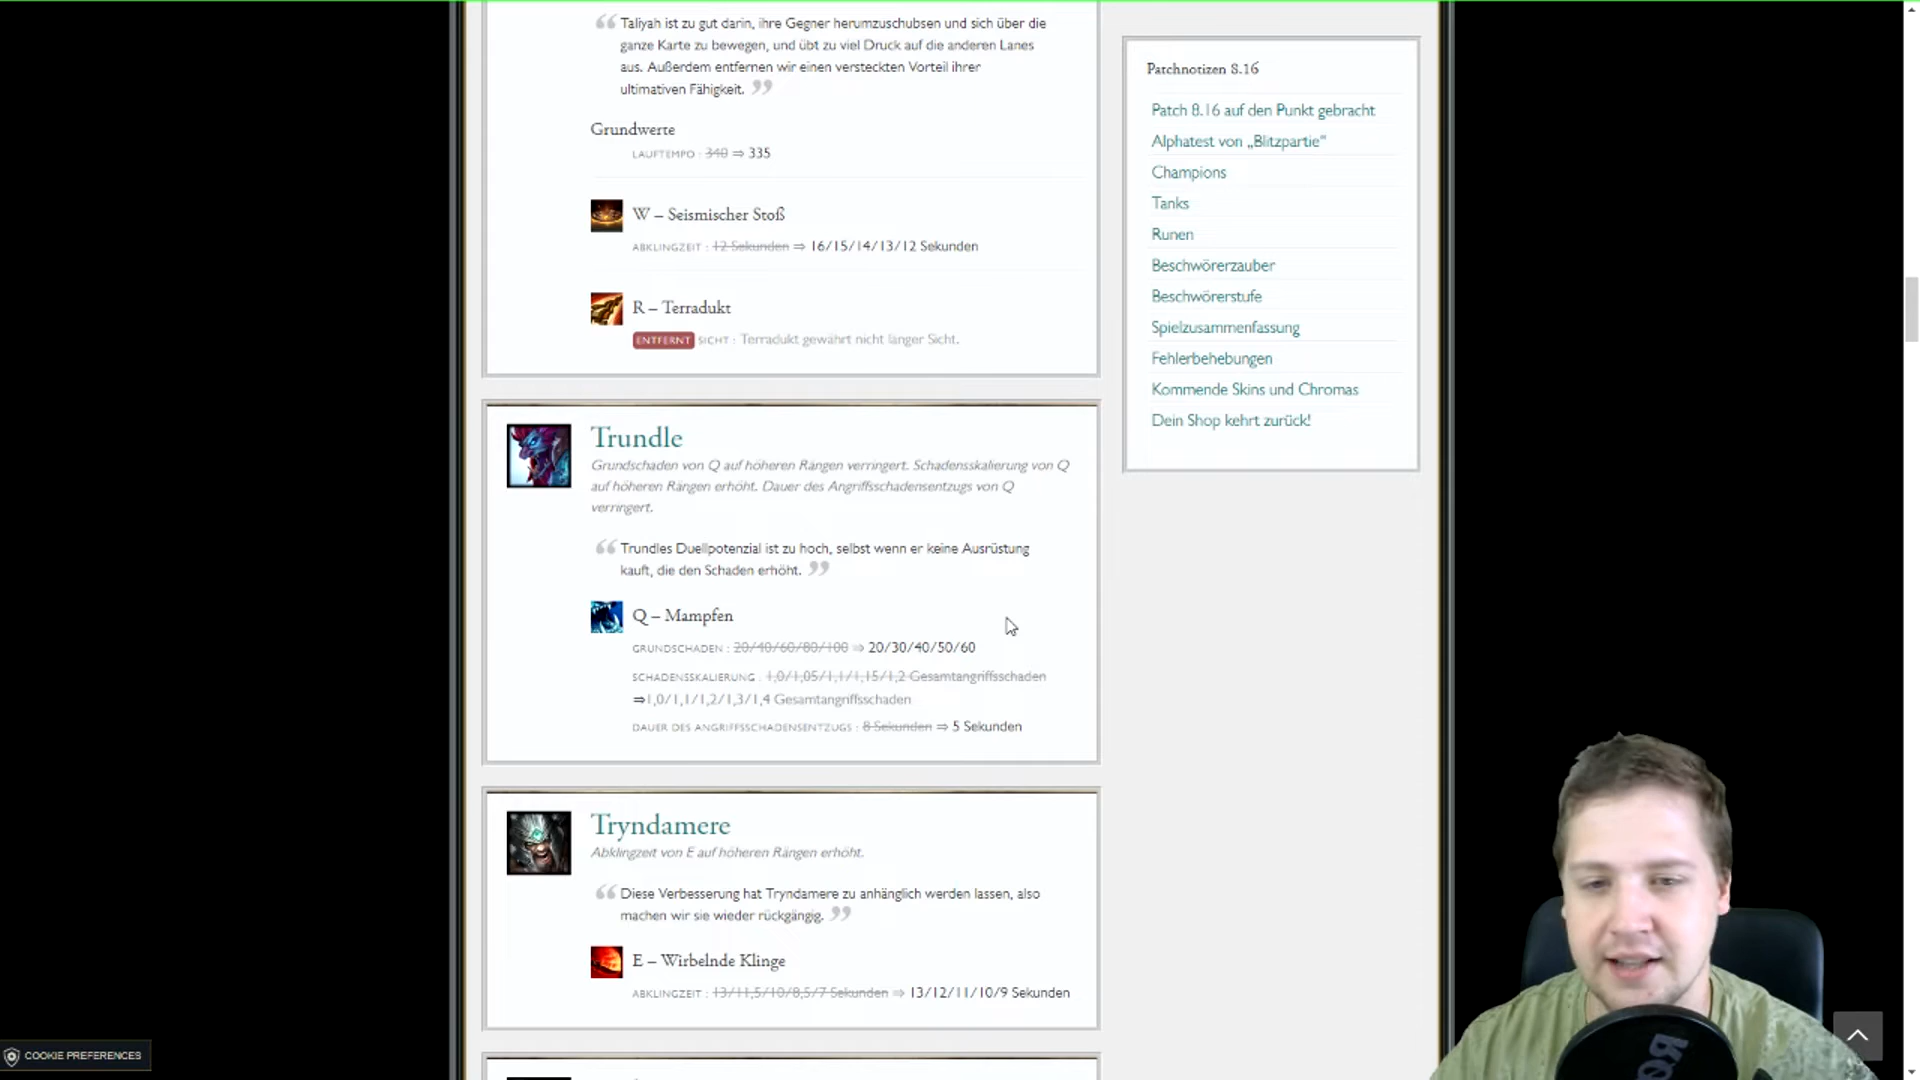 Taliyah ist zu gut darin, ihre Gegner herumzuschubsen und sich über die
ganze Karte zu bewegen, und übt zu viel Druck auf die anderen Lanes
aus. Außerdem entfernen wir einen versteckten Vorteil ihrer
ultimativen Fähigkeit.
Grundwerte
LAUFTEMPO : 340 ⇒ 335
W – Seismischer Stoß
ABKLINGZEIT : 12 Sekunden ⇒ 16/15/14/13/12 Sekunden
R – Terradukt
ENTFERNT SICHT : Terradukt gewährt nicht länger Sicht.
Trundle
Grundschaden von Q auf höheren Rängen verringert. Schadensskalierung von Q
auf höheren Rängen erhöht. Dauer des Angriffsschadensentzugs von Q
verringert.
Trundles Duellpotenzial ist zu hoch, selbst wenn er keine Ausrüstung
kauft, die den Schaden erhöht.
Q – Mampfen
GRUNDSCHADEN : 20/40/60/80/100 ⇒ 20/30/40/50/60
SCHADENSSKALIERUNG : 1,0/1,05/1,1/1,15/1,2 Gesamtangriffsschaden
⇒1,0/1,1/1,2/1,3/1,4 Gesamtangriffsschaden
DAUER DES ANGRIFFSSCHADENSENTZUGS : 8 Sekunden ⇒ 5 Sekunden
Tryndamere
Abklingzeit von E auf höheren Rängen erhöht.
Diese Verbesserung hat Tryndamere zu anhänglich werden lassen, also
machen wir sie wieder rückgängig.
E – Wirbelnde Klinge
ABKLINGZEIT : 13/11,5/10/8,5/7 Sekunden ⇒ 13/12/11/10/9 Sekunden
Patchnotizen 8.16
Patch 8.16 auf den Punkt gebracht
Alphatest von „Blitzpartie“
Champions
Tanks
Runen
Beschwörerzauber
Beschwörerstufe
Spielzusammenfassung
Fehlerbehebungen
Kommende Skins und Chromas
Dein Shop kehrt zurück!
COOKIE PREFERENCES